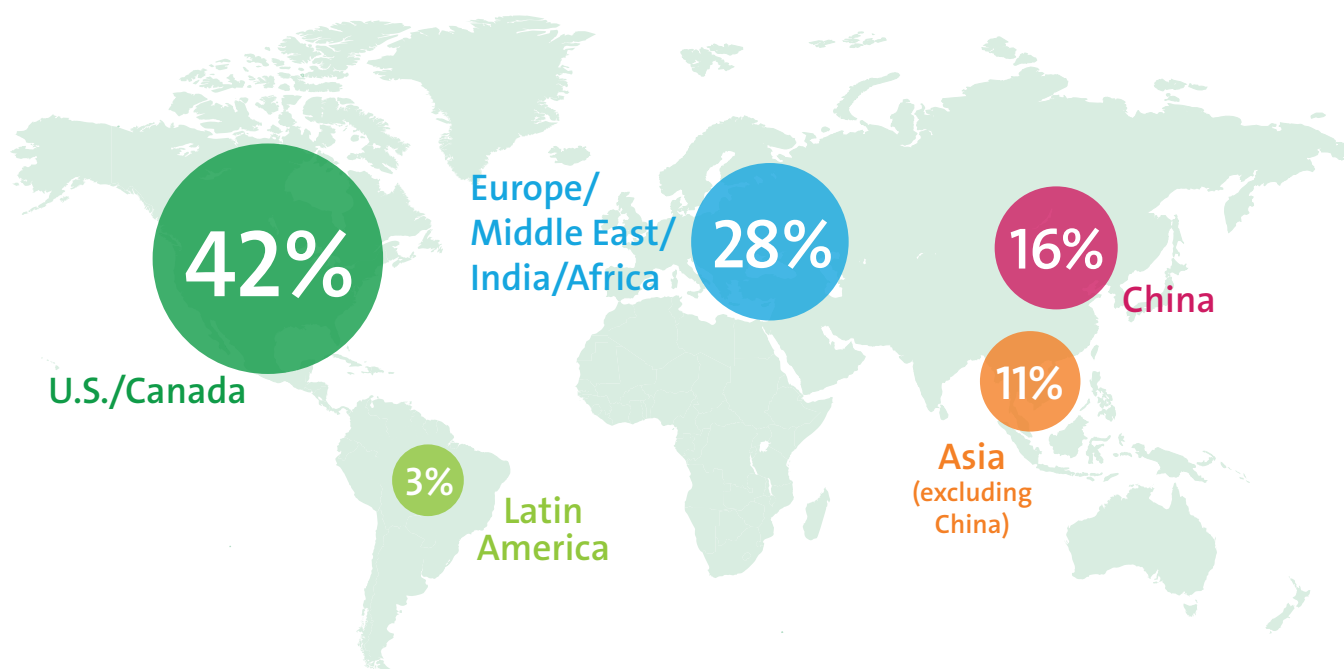 42%
U.S./Canada
Europe/
Middle East/
India/Africa
28%
16%
China
11%
Asia
(excluding
China)
3%
Latin
America